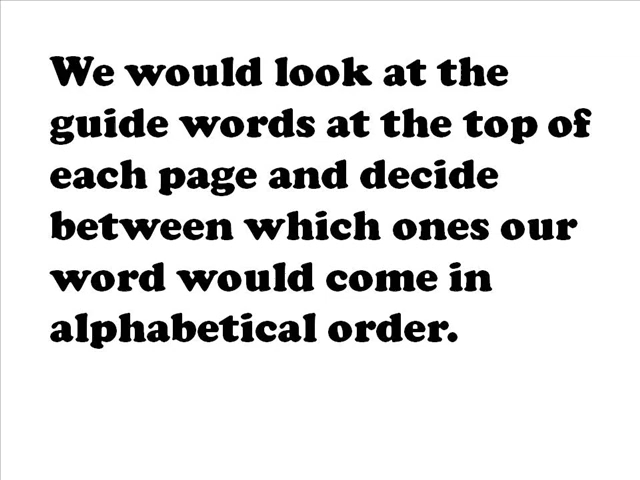 We would look at the
guide words at the top of
each page and decide
between which ones our
word would come in
alphabetical order.